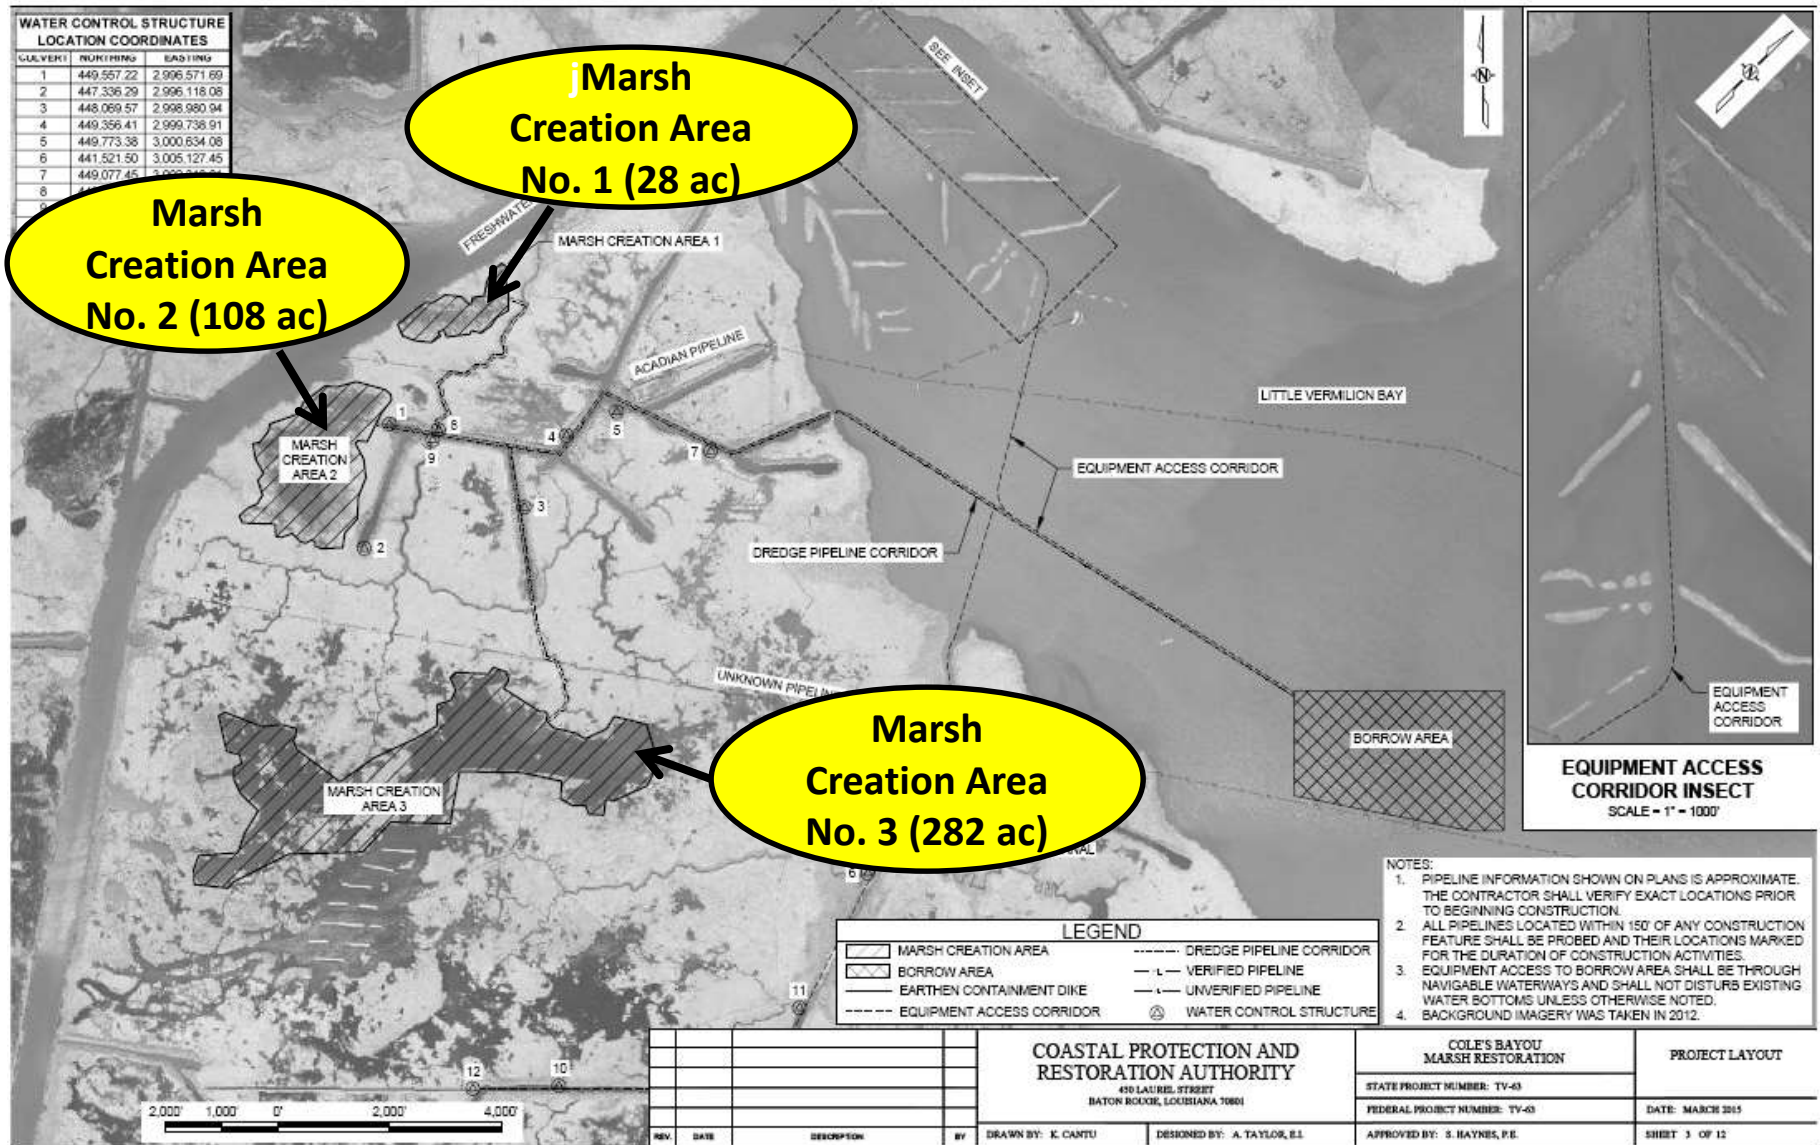 WATER CONTROL STRUCTURE
LOCATION COORDINATES
CULVERT NORTHING EASTING
1 449,557.22 2,996,571.69
2 447,336.29 2,996,118.08
3 448,069.57 2,998,980.94
4 449,356.41 2,999,738.91
5 449,773.38 3,000,634.08
6 441,521.50 3,005,127.45
7 449,077.45
8
jMarsh
Creation Area
No. 1 (28 ac)
Marsh
Creation Area
No. 2 (108 ac)
FRESHWATER
MARSH CREATION AREA 1
SEE INSET
N
ACADIAN PIPELINE
LITTLE VERMILION BAY
MARSH
CREATION
AREA 2
1
8
9
4
5
7
3
2
EQUIPMENT ACCESS CORRIDOR
DREDGE PIPELINE CORRIDOR
UNKNOWN PIPELINE
Marsh
Creation Area
No. 3 (282 ac)
MARSH CREATION
AREA 3
BORROW AREA
EQUIPMENT
ACCESS
CORRIDOR
EQUIPMENT ACCESS
CORRIDOR INSECT
SCALE = 1" = 1000'
6
11
12
10
NOTES:
1. PIPELINE INFORMATION SHOWN ON PLANS IS APPROXIMATE.
THE CONTRACTOR SHALL VERIFY EXACT LOCATIONS PRIOR
TO BEGINNING CONSTRUCTION.
2. ALL PIPELINES LOCATED WITHIN 150' OF ANY CONSTRUCTION
FEATURE SHALL BE PROBED AND THEIR LOCATIONS MARKED
FOR THE DURATION OF CONSTRUCTION ACTIVITIES.
3. EQUIPMENT ACCESS TO BORROW AREA SHALL BE THROUGH
NAVIGABLE WATERWAYS AND SHALL NOT DISTURB EXISTING
WATER BOTTOMS UNLESS OTHERWISE NOTED.
4. BACKGROUND IMAGERY WAS TAKEN IN 2012.
LEGEND
MARSH CREATION AREA
BORROW AREA
EARTHEN CONTAINMENT DIKE
EQUIPMENT ACCESS CORRIDOR
DREDGE PIPELINE CORRIDOR
L VERIFIED PIPELINE
L UNVERIFIED PIPELINE
WATER CONTROL STRUCTURE
2,000' 1,000' 0' 2,000' 4,000'
REV. DATE DESCRIPTION BY
COASTAL PROTECTION AND
RESTORATION AUTHORITY
450 LAUREL STREET
BATON ROUGE, LOUISIANA 70801
DRAWN BY: K. CANTU
DESIGNED BY: A. TAYLOR, E.I.
COLE'S BAYOU
MARSH RESTORATION
STATE PROJECT NUMBER: TV-63
FEDERAL PROJECT NUMBER: TV-63
APPROVED BY: S. HAYNES, P.E.
PROJECT LAYOUT
DATE: MARCH 2015
SHEET 3 OF 12